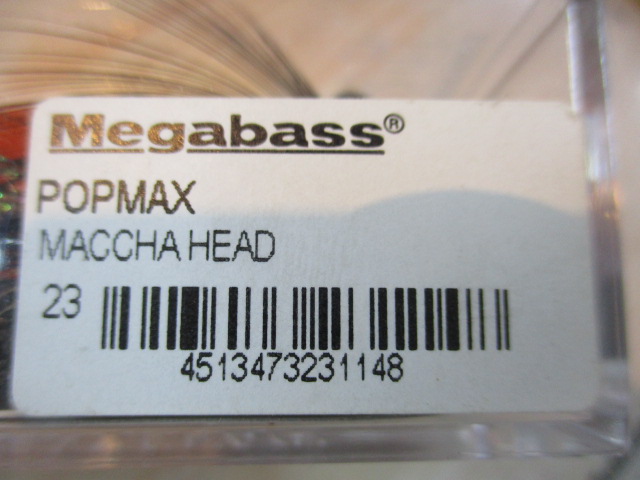 Megabass®
POPMAX
MACCHA HEAD
23
4513473231148